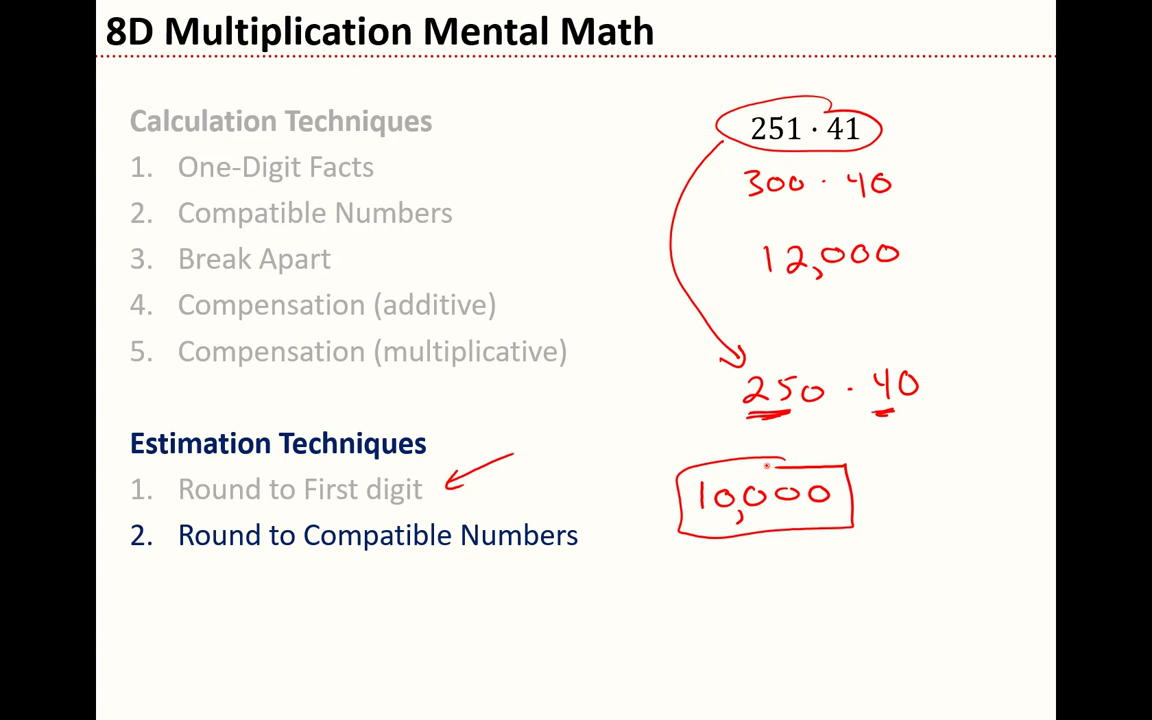 8D Multiplication Mental Math
Calculation Techniques
1. One-Digit Facts
2. Compatible Numbers
3. Break Apart
4. Compensation (additive)
5. Compensation (multiplicative)
Estimation Techniques
1. Round to First digit
2. Round to Compatible Numbers
251 · 41
300 · 40
12,000
250 · 40
10,000